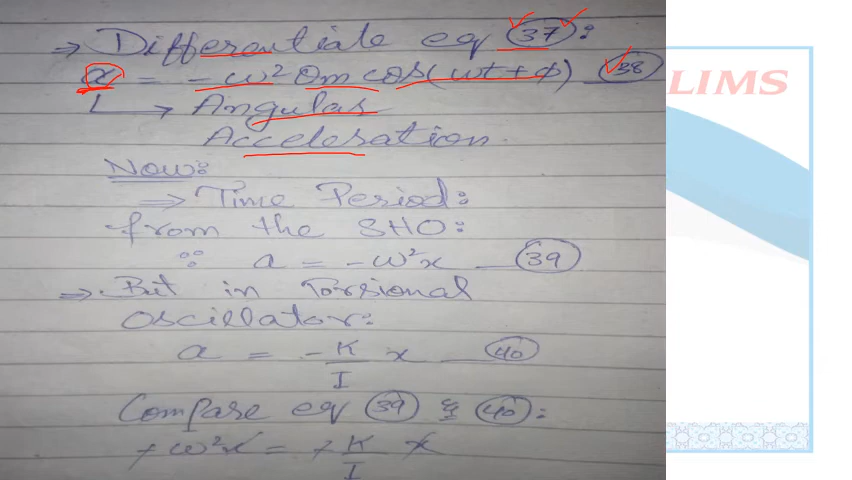 ⇒ Differentiate eq (37):
α = -ω² θm cos(ωt+φ) — (38)
LIMS
↳ Angular
Acceleration.
Now:
⇒ Time Period:
from the SHO:
∵ a = -ω²x — (39)
⇒ But in Torsional
Oscillator:
a = -K/I x — (40)
Compare eq (39) & (40):
+ω²x = +K/I x